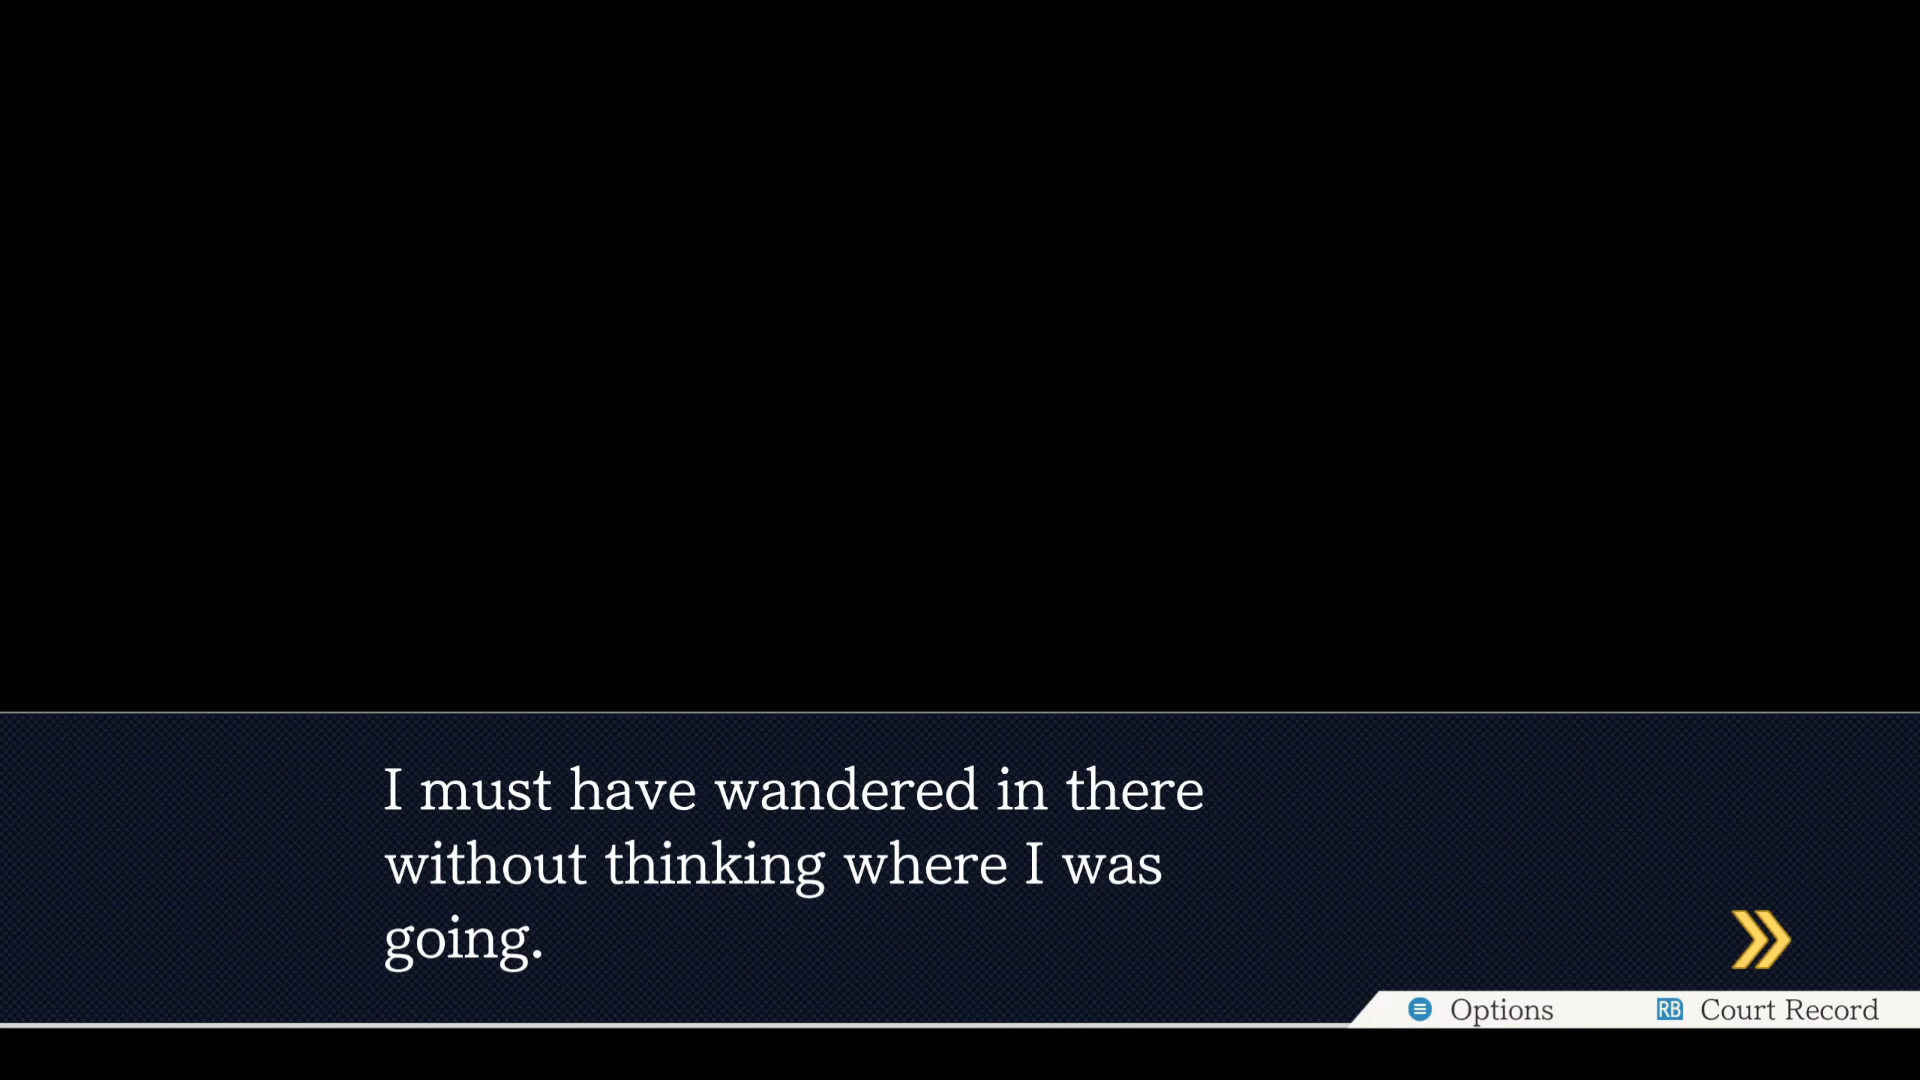 I must have wandered in there
without thinking where I was
going.
Options
RB Court Record